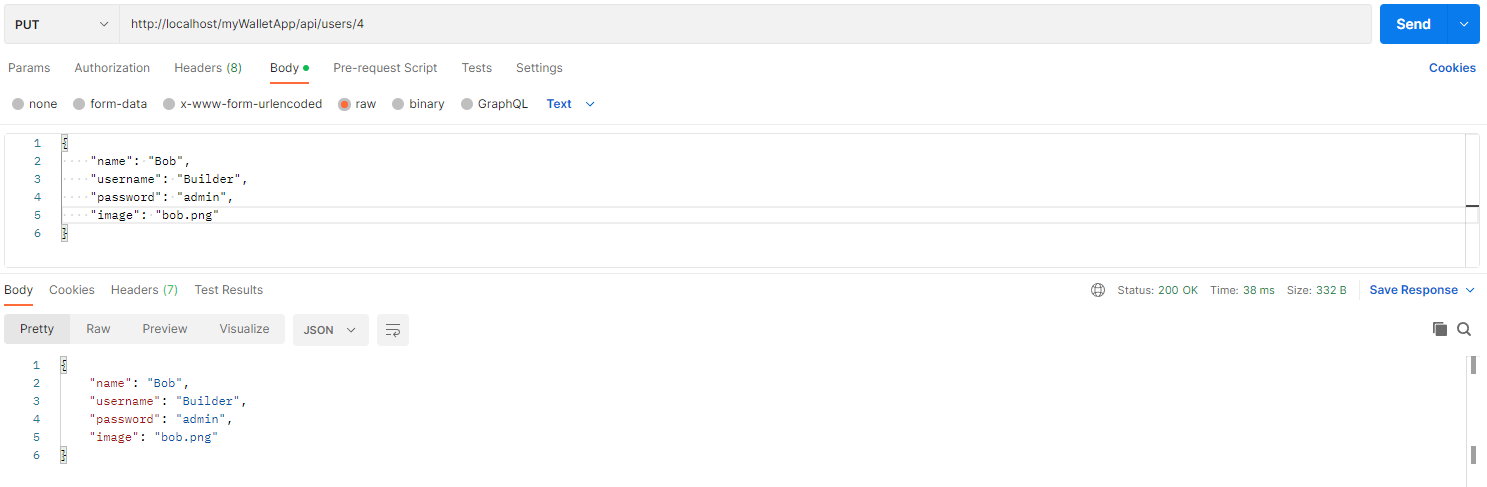 PUT http://localhost/myWalletApp/api/users/4 Send
Params Authorization Headers (8) Body Pre-request Script Tests Settings Cookies
none form-data x-www-form-urlencoded raw binary GraphQL Text
1 {
2 "name": "Bob",
3 "username": "Builder",
4 "password": "admin",
5 "image": "bob.png"
6 }
Body Cookies Headers (7) Test Results Status: 200 OK Time: 38 ms Size: 332 B Save Response
Pretty Raw Preview Visualize JSON
1 {
2 "name": "Bob",
3 "username": "Builder",
4 "password": "admin",
5 "image": "bob.png"
6 }